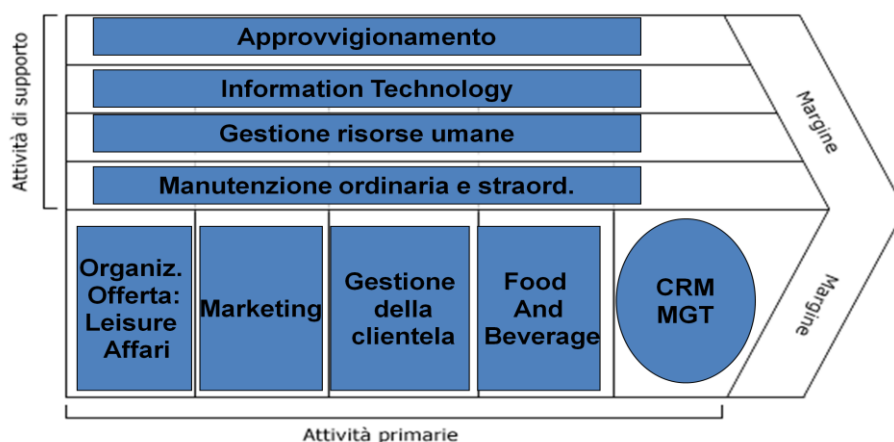 Attività di supporto
Approvvigionamento
Information Technology
Gestione risorse umane
Manutenzione ordinaria e straord.
Margine
Organiz.
Offerta:
Leisure
Affari
Marketing
Gestione
della
clientela
Food
And
Beverage
CRM
MGT
Margine
Attività primarie